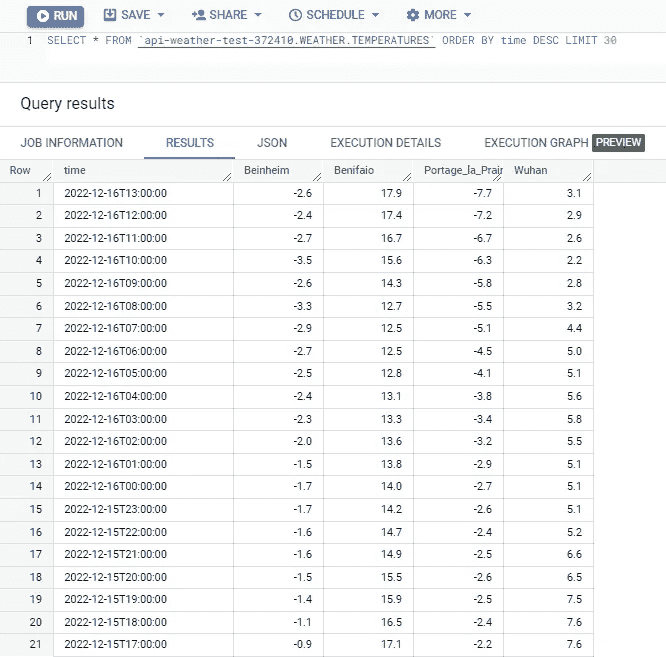 RUN SAVE SHARE SCHEDULE MORE
1 SELECT * FROM `api-weather-test-372410.WEATHER.TEMPERATURES` ORDER BY time DESC LIMIT 30
Query results
JOB INFORMATION RESULTS JSON EXECUTION DETAILS EXECUTION GRAPH PREVIEW
Row time Beinheim Benifaio Portage_la_Prair Wuhan
1 2022-12-16T13:00:00 -2.6 17.9 -7.7 3.1
2 2022-12-16T12:00:00 -2.4 17.4 -7.2 2.9
3 2022-12-16T11:00:00 -2.7 16.7 -6.7 2.6
4 2022-12-16T10:00:00 -3.5 15.6 -6.3 2.2
5 2022-12-16T09:00:00 -2.6 14.3 -5.8 2.8
6 2022-12-16T08:00:00 -3.3 12.7 -5.5 3.2
7 2022-12-16T07:00:00 -2.9 12.5 -5.1 4.4
8 2022-12-16T06:00:00 -2.7 12.5 -4.5 5.0
9 2022-12-16T05:00:00 -2.5 12.8 -4.1 5.1
10 2022-12-16T04:00:00 -2.4 13.1 -3.8 5.6
11 2022-12-16T03:00:00 -2.3 13.3 -3.4 5.8
12 2022-12-16T02:00:00 -2.0 13.6 -3.2 5.5
13 2022-12-16T01:00:00 -1.5 13.8 -2.9 5.1
14 2022-12-16T00:00:00 -1.7 14.0 -2.7 5.1
15 2022-12-15T23:00:00 -1.7 14.2 -2.6 5.1
16 2022-12-15T22:00:00 -1.6 14.7 -2.4 5.2
17 2022-12-15T21:00:00 -1.6 14.9 -2.5 6.6
18 2022-12-15T20:00:00 -1.5 15.5 -2.6 6.5
19 2022-12-15T19:00:00 -1.4 15.9 -2.5 7.5
20 2022-12-15T18:00:00 -1.1 16.5 -2.4 7.6
21 2022-12-15T17:00:00 -0.9 17.1 -2.2 7.6